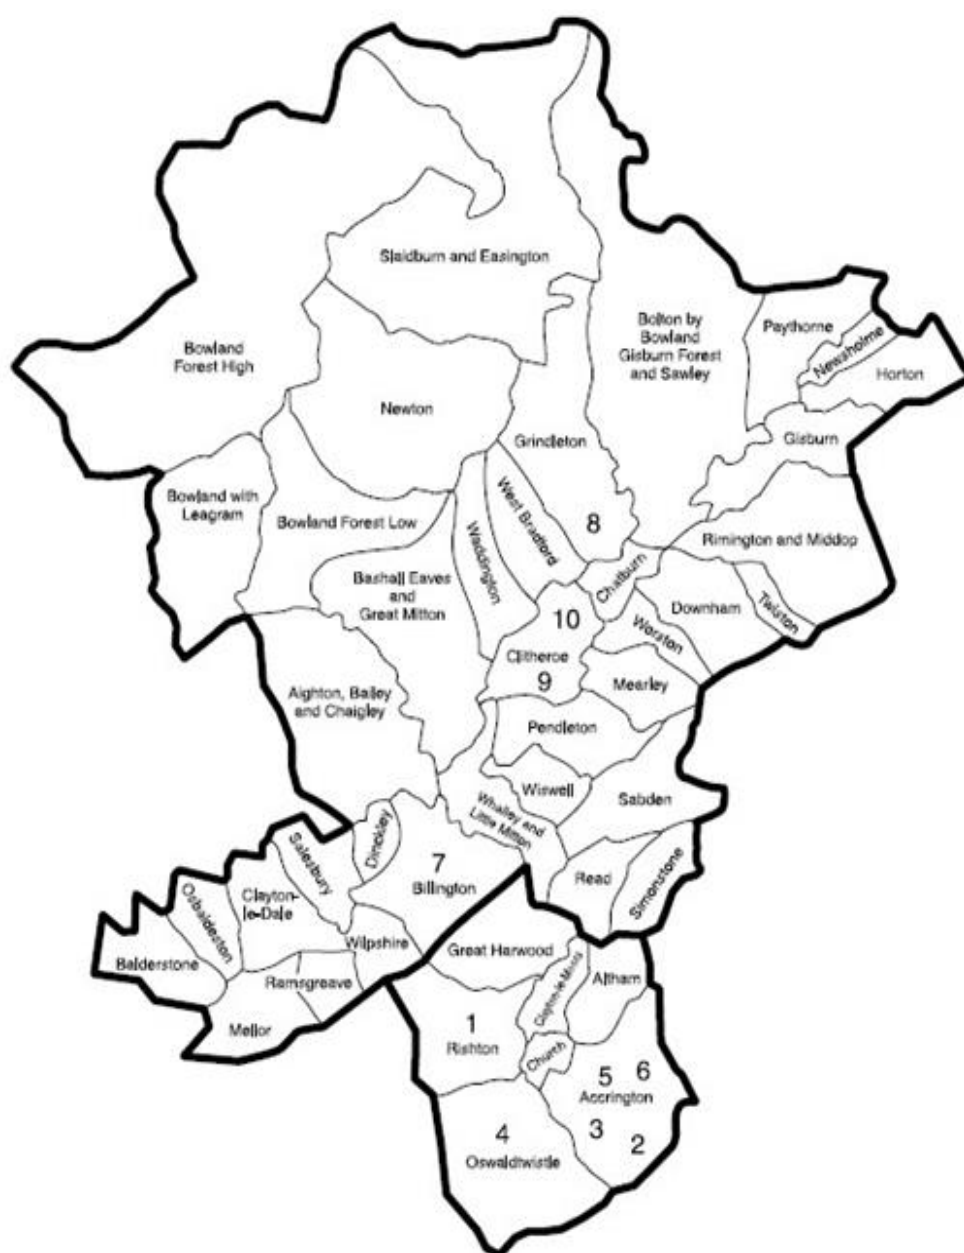 Slaidburn and Easington
Bowland
Forest High
Bolton by
Bowland
Gisburn Forest
and Sawley
Paythorne
Newsholme
Horton
Newton
Grindleton
Gisburn
Bowland with
Leagram
Bowland Forest Low
Waddington
West Bradford
8
Rimington and Middop
Bashall Eaves
and
Great Mitton
Chatburn
Downham
Twiston
10
Clitheroe
9
Worston
Mearley
Aighton, Bailey
and Chaigley
Pendleton
Wiswell
Whalley and
Little Mitton
Sabden
Read
Simonstone
Dinckley
7
Billington
Salesbury
Clayton-
le-Dale
Osbaldeston
Balderstone
Wilpshire
Ramsgreave
Mellor
Great Harwood
Clayton-le-Moors
Altham
1
Rishton
Church
5
6
Accrington
3
2
4
Oswaldtwistle